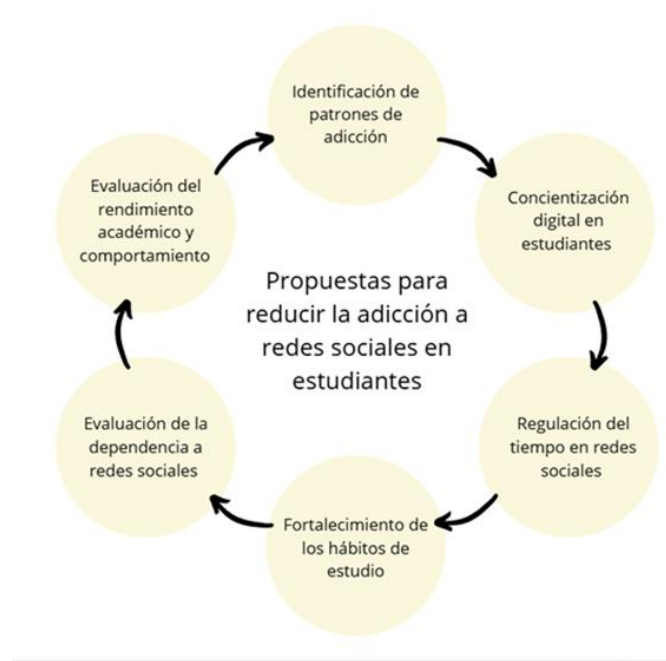 Identificación de
patrones de
adicción
Concientización
digital en
estudiantes
Regulación del
tiempo en redes
sociales
Fortalecimiento de
los hábitos de
estudio
Evaluación de la
dependencia a
redes sociales
Evaluación del
rendimiento
académico y
comportamiento
Propuestas para
reducir la adicción a
redes sociales en
estudiantes